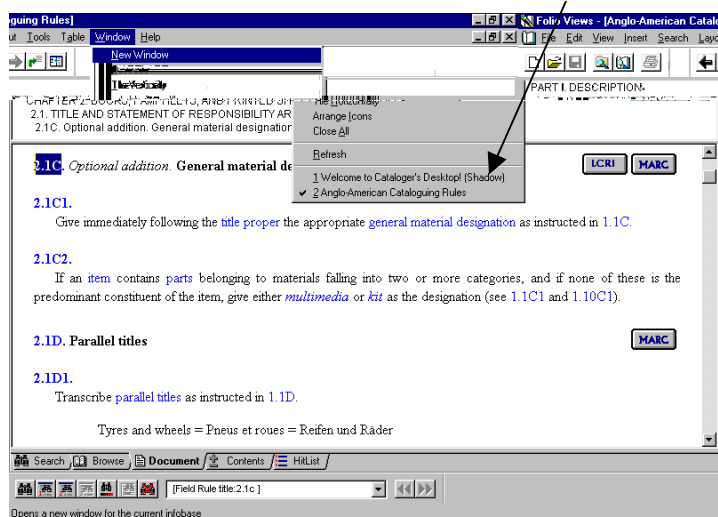 guing Rules]
Folio Views - [Anglo-American Catalo
ut Tools Table Window Help
File Edit View Insert Search Layo
New Window
Tile Vertically
PART I. DESCRIPTION.
Tile Horizontally
2.1. TITLE AND STATEMENT OF RESPONSIBILITY AR
Arrange Icons
2.1C. Optional addition. General material designation
Close All
Refresh
2.1C. Optional addition. General material de
LCRI
MARC
1 Welcome to Cataloger's Desktop! (Shadow)
✓ 2 Anglo-American Cataloguing Rules
2.1C1.
Give immediately following the title proper the appropriate general material designation as instructed in 1.1C.
2.1C2.
If an item contains parts belonging to materials falling into two or more categories, and if none of these is the
predominant constituent of the item, give either multimedia or kit as the designation (see 1.1C1 and 1.10C1).
2.1D. Parallel titles
MARC
2.1D1.
Transcribe parallel titles as instructed in 1.1D.
Tyres and wheels = Pneus et roues = Reifen und Räder
Search Browse Document Contents HitList
[Field Rule title:2.1c ]
Opens a new window for the current infobase